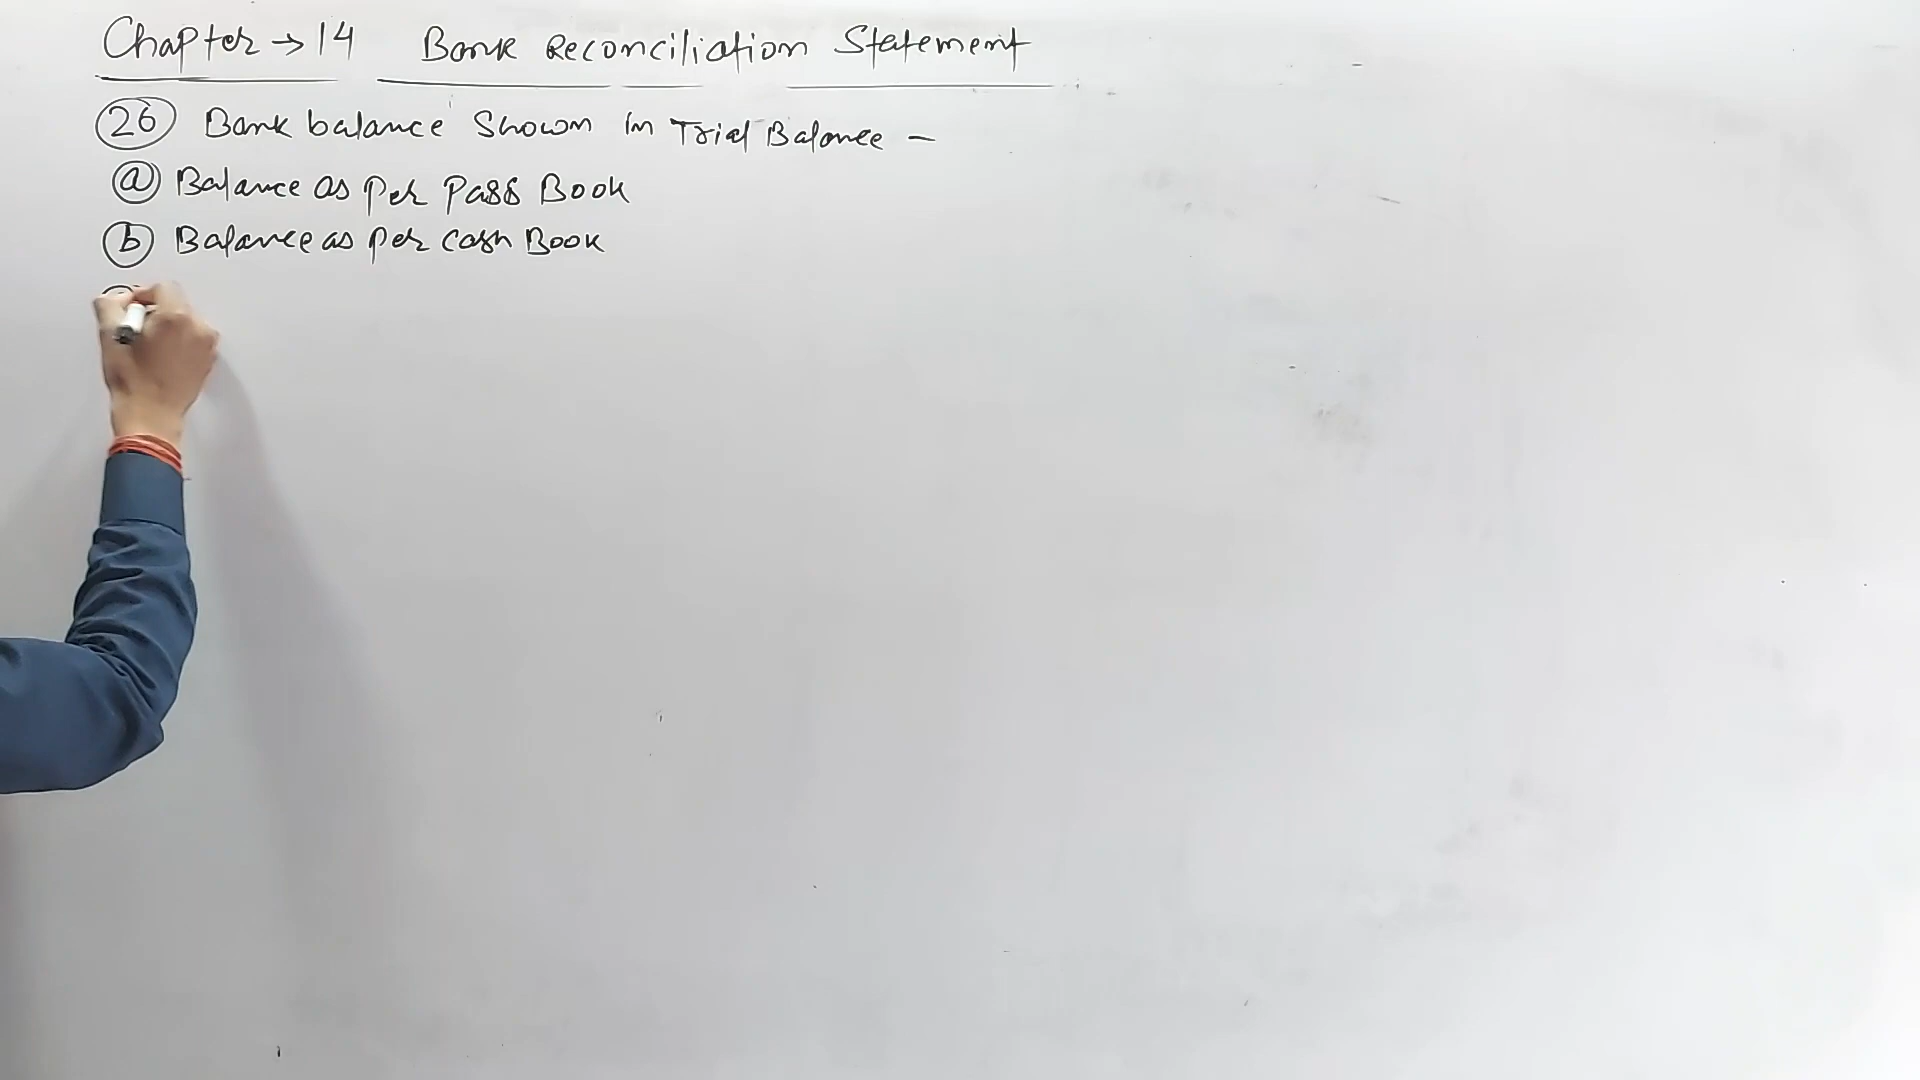 Chapter → 14 Bank Reconciliation Statement
26 Bank balance shown in Trial Balance –
a Balance as per Pass Book
b Balance as per Cash Book